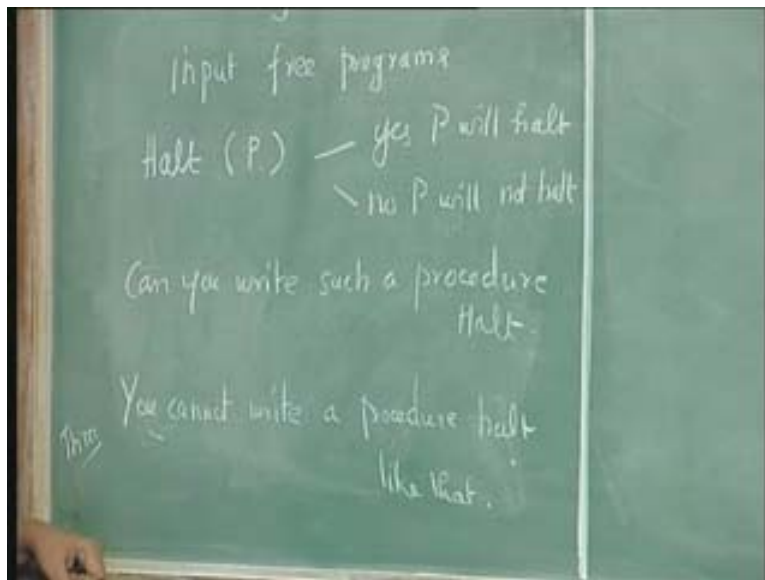 Input free programs
Halt (P.) yes P will halt
no P will not halt
Can you write such a procedure
Halt.
You cannot write a procedure halt
Thm
like that.